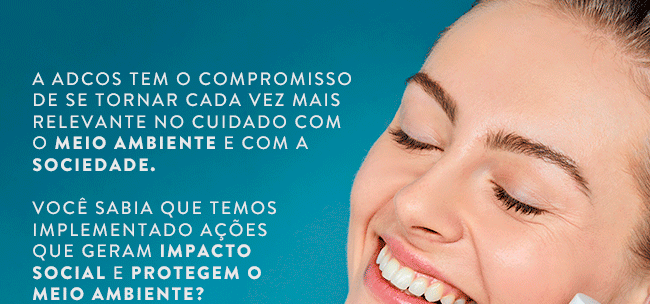 A ADCOS TEM O COMPROMISSO
DE SE TORNAR CADA VEZ MAIS
RELEVANTE NO CUIDADO COM
O MEIO AMBIENTE E COM A
SOCIEDADE.
VOCÊ SABIA QUE TEMOS
IMPLEMENTADO AÇÕES
QUE GERAM IMPACTO
SOCIAL E PROTEGEM O
MEIO AMBIENTE?